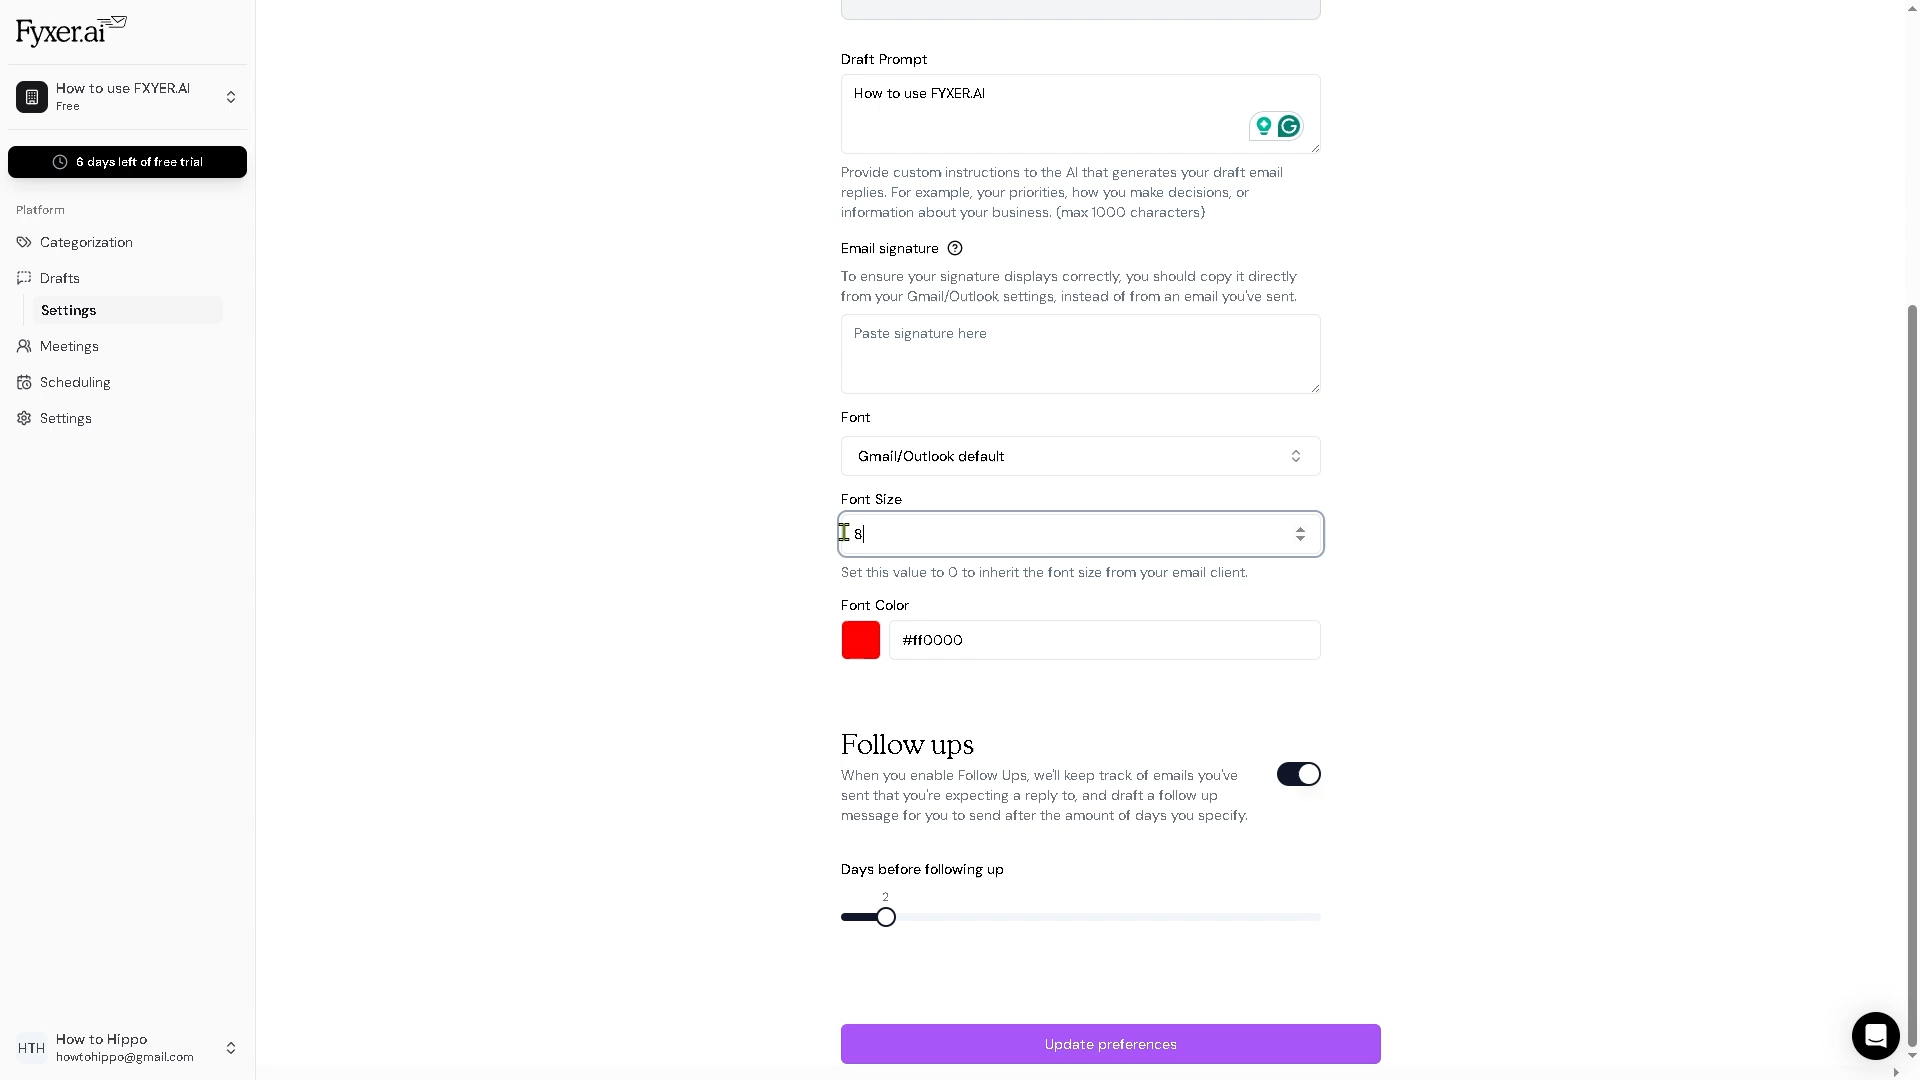 Fyxer.ai
How to use FXYER.AI
Free
6 days left of free trial
Platform
Categorization
Drafts
Settings
Meetings
Scheduling
Settings
HTH
How to Hippo
howtohippo@gmail.com
Draft Prompt
How to use FYXER.AI
Provide custom instructions to the AI that generates your draft email
replies. For example, your priorities, how you make decisions, or
information about your business. (max 1000 characters)
Email signature
To ensure your signature displays correctly, you should copy it directly
from your Gmail/Outlook settings, instead of from an email you've sent.
Paste signature here
Font
Gmail/Outlook default
Font Size
8
Set this value to 0 to inherit the font size from your email client.
Font Color
#ff0000
Follow ups
When you enable Follow Ups, we'll keep track of emails you've
sent that you're expecting a reply to, and draft a follow up
message for you to send after the amount of days you specify.
Days before following up
2
Update preferences